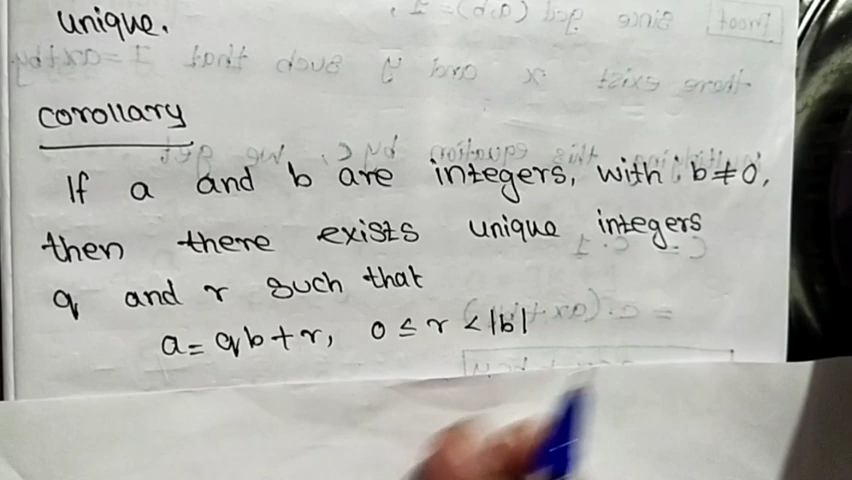 unique.
Corollary
If a and b are integers, with b≠0,
then there exists unique integers
q and r such that
a = qb+r, 0 ≤ r < |b|